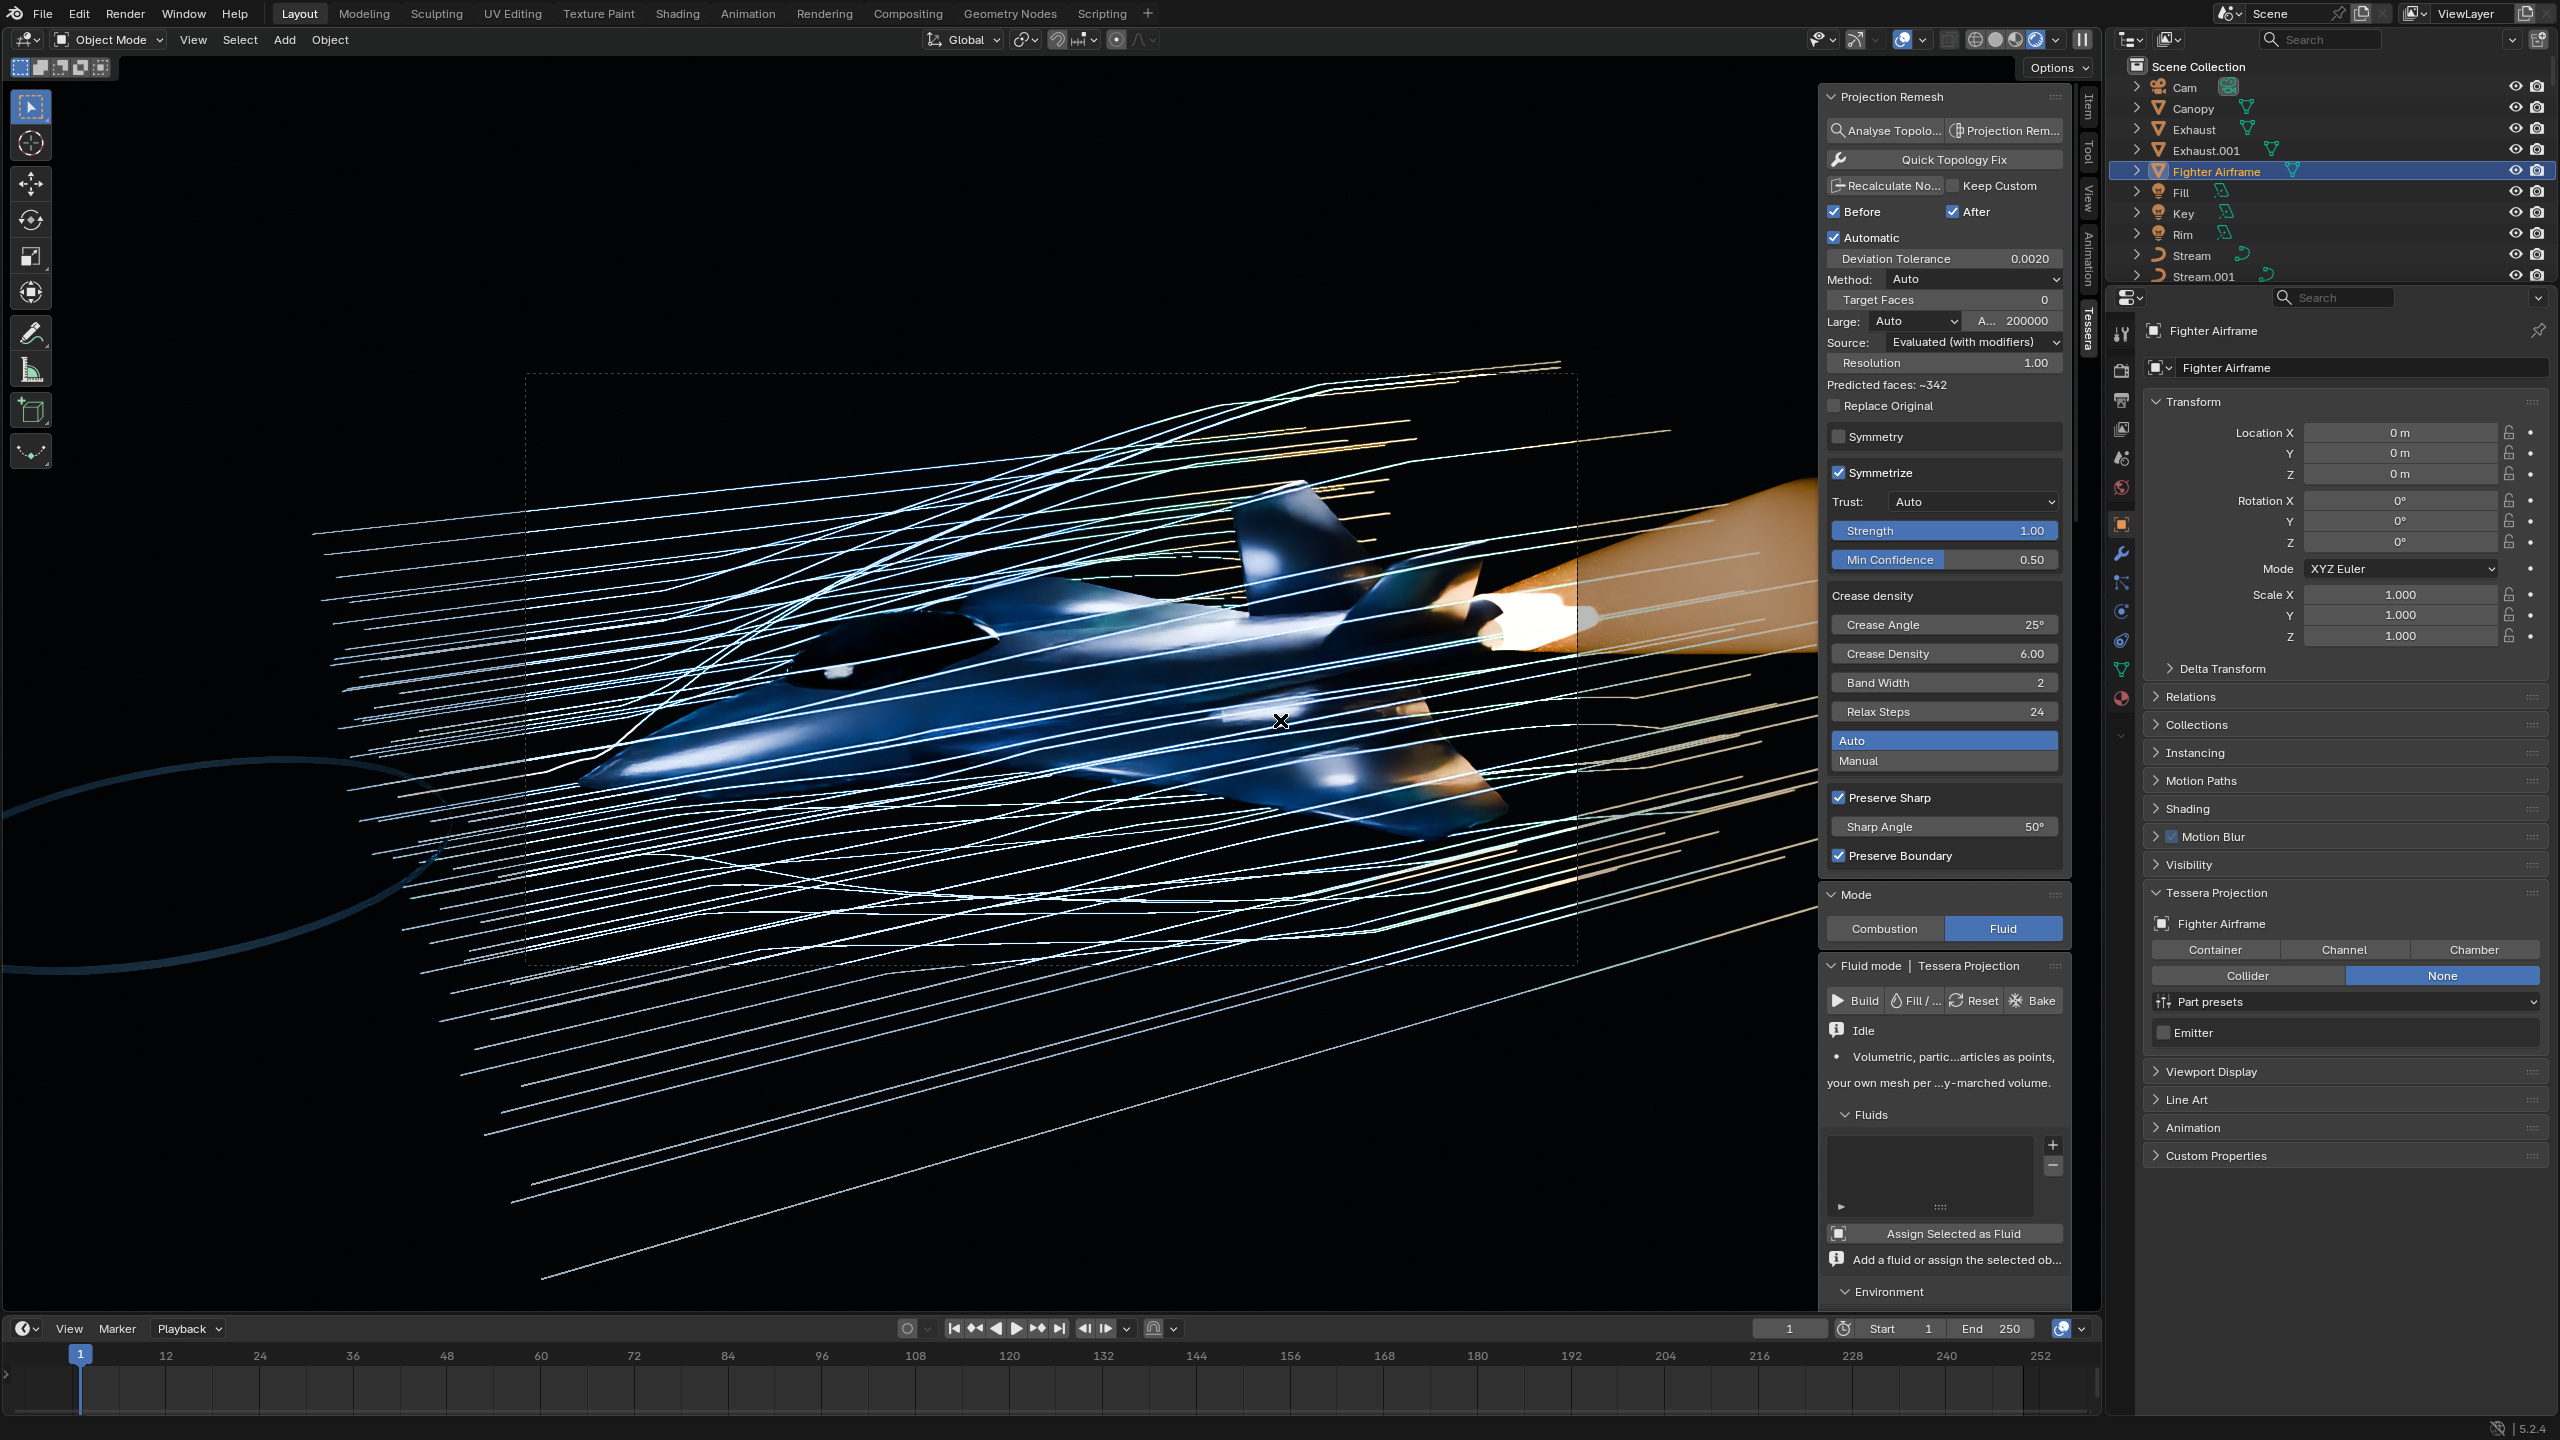 File Edit Render Window Help Layout Modeling Sculpting UV Editing Texture Paint Shading Animation Rendering Compositing Geometry Nodes Scripting Scene ViewLayer
Object Mode View Select Add Object Global Search
Options
Scene Collection
Cam
Canopy
Exhaust
Exhaust.001
Fighter Airframe
Fill
Key
Rim
Stream
Stream.001
Item
Tool
View
Animation
Tessera
Projection Remesh
Analyse Topolo... Projection Rem...
Quick Topology Fix
Recalculate No... Keep Custom
Before After
Automatic
Deviation Tolerance 0.0020
Method: Auto
Target Faces 0
Large: Auto A... 200000
Source: Evaluated (with modifiers)
Resolution 1.00
Predicted faces: ~342
Replace Original
Symmetry
Symmetrize
Trust: Auto
Strength 1.00
Min Confidence 0.50
Crease density
Crease Angle 25°
Crease Density 6.00
Band Width 2
Relax Steps 24
Auto
Manual
Preserve Sharp
Sharp Angle 50°
Preserve Boundary
Mode
Combustion Fluid
Fluid mode | Tessera Projection
Build Fill / ... Reset Bake
Idle
• Volumetric, partic...articles as points,
your own mesh per ...y-marched volume.
Fluids
Assign Selected as Fluid
Add a fluid or assign the selected ob...
Environment
Search
Fighter Airframe
Fighter Airframe
Transform
Location X 0 m
Y 0 m
Z 0 m
Rotation X 0°
Y 0°
Z 0°
Mode XYZ Euler
Scale X 1.000
Y 1.000
Z 1.000
Delta Transform
Relations
Collections
Instancing
Motion Paths
Shading
Motion Blur
Visibility
Tessera Projection
Fighter Airframe
Container Channel Chamber
Collider None
Part presets
Emitter
Viewport Display
Line Art
Animation
Custom Properties
View Marker Playback 1 Start 1 End 250
1 12 24 36 48 60 72 84 96 108 120 132 144 156 168 180 192 204 216 228 240 252
5.2.4